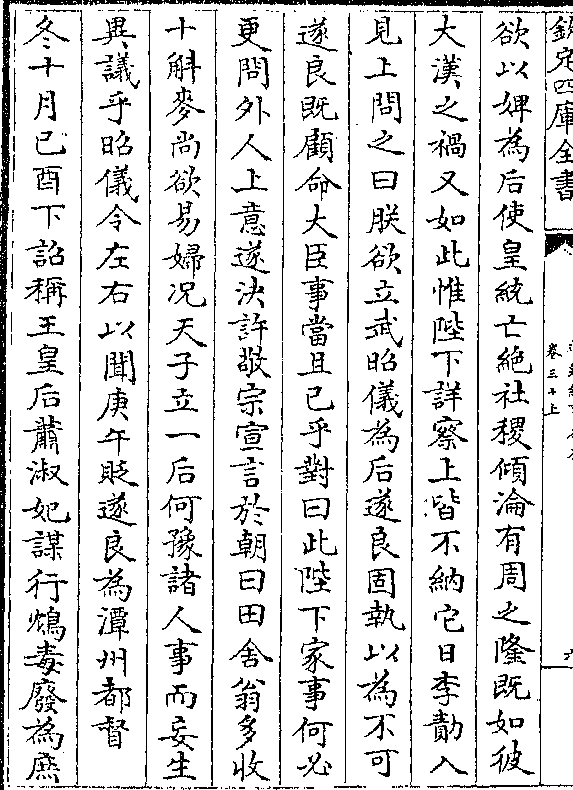 欽定四庫全書
卷三十上
欲以婢為后使皇統亡絕社稷傾淪有周之隆既如彼
大漢之禍又如此惟陛下詳察上皆不納它日李勣入
見上問之曰朕欲立武昭儀為后遂良固執以為不可
遂良既顧命大臣事當且已乎對曰此陛下家事何必
更問外人上意遂決許敬宗宣言於朝曰田舍翁多收
十斛麥尚欲易婦况天子立一后何豫諸人事而妄生
異議乎昭儀令左右以聞庚午貶遂良為潭州都督
冬十月己酉下詔稱王皇后蕭淑妃謀行鴆毒廢為庶